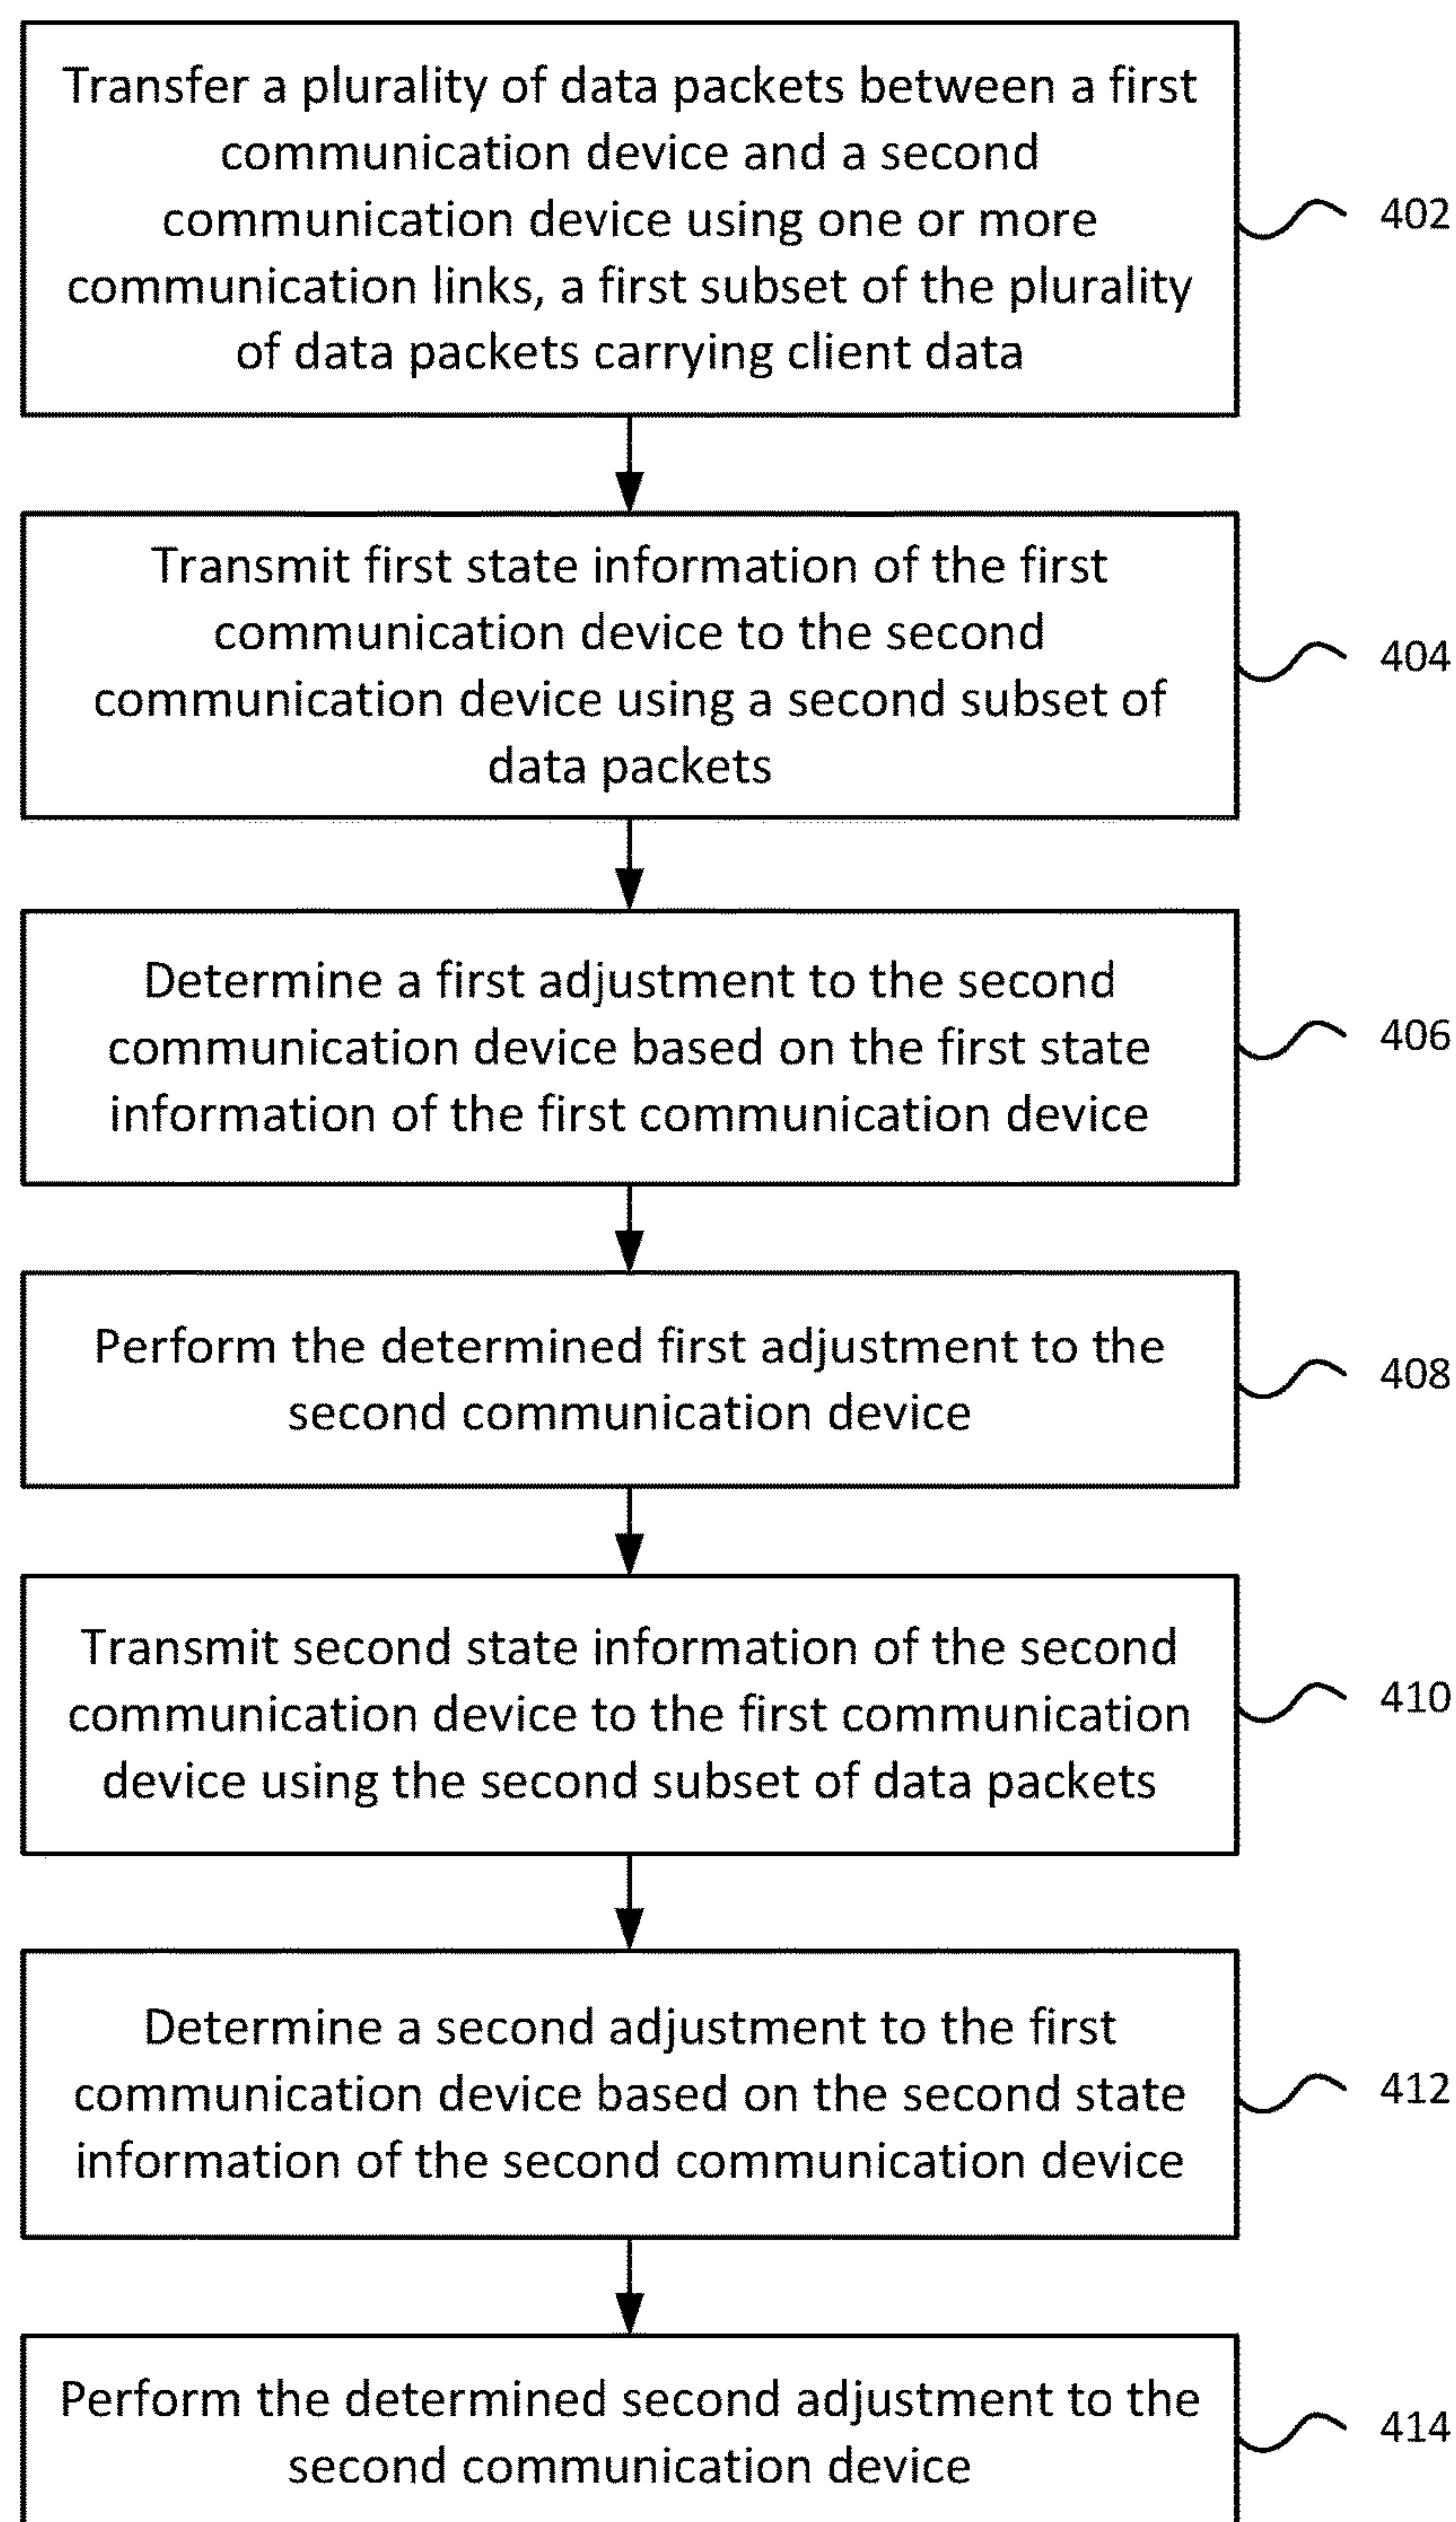 Transfer a plurality of data packets between a first
communication device and a second
communication device using one or more
communication links, a first subset of the plurality
of data packets carrying client data
402
Transmit first state information of the first
communication device to the second
communication device using a second subset of
data packets
404
Determine a first adjustment to the second
communication device based on the first state
information of the first communication device
406
Perform the determined first adjustment to the
second communication device
408
Transmit second state information of the second
communication device to the first communication
device using the second subset of data packets
410
Determine a second adjustment to the first
communication device based on the second state
information of the second communication device
412
Perform the determined second adjustment to the
second communication device
414